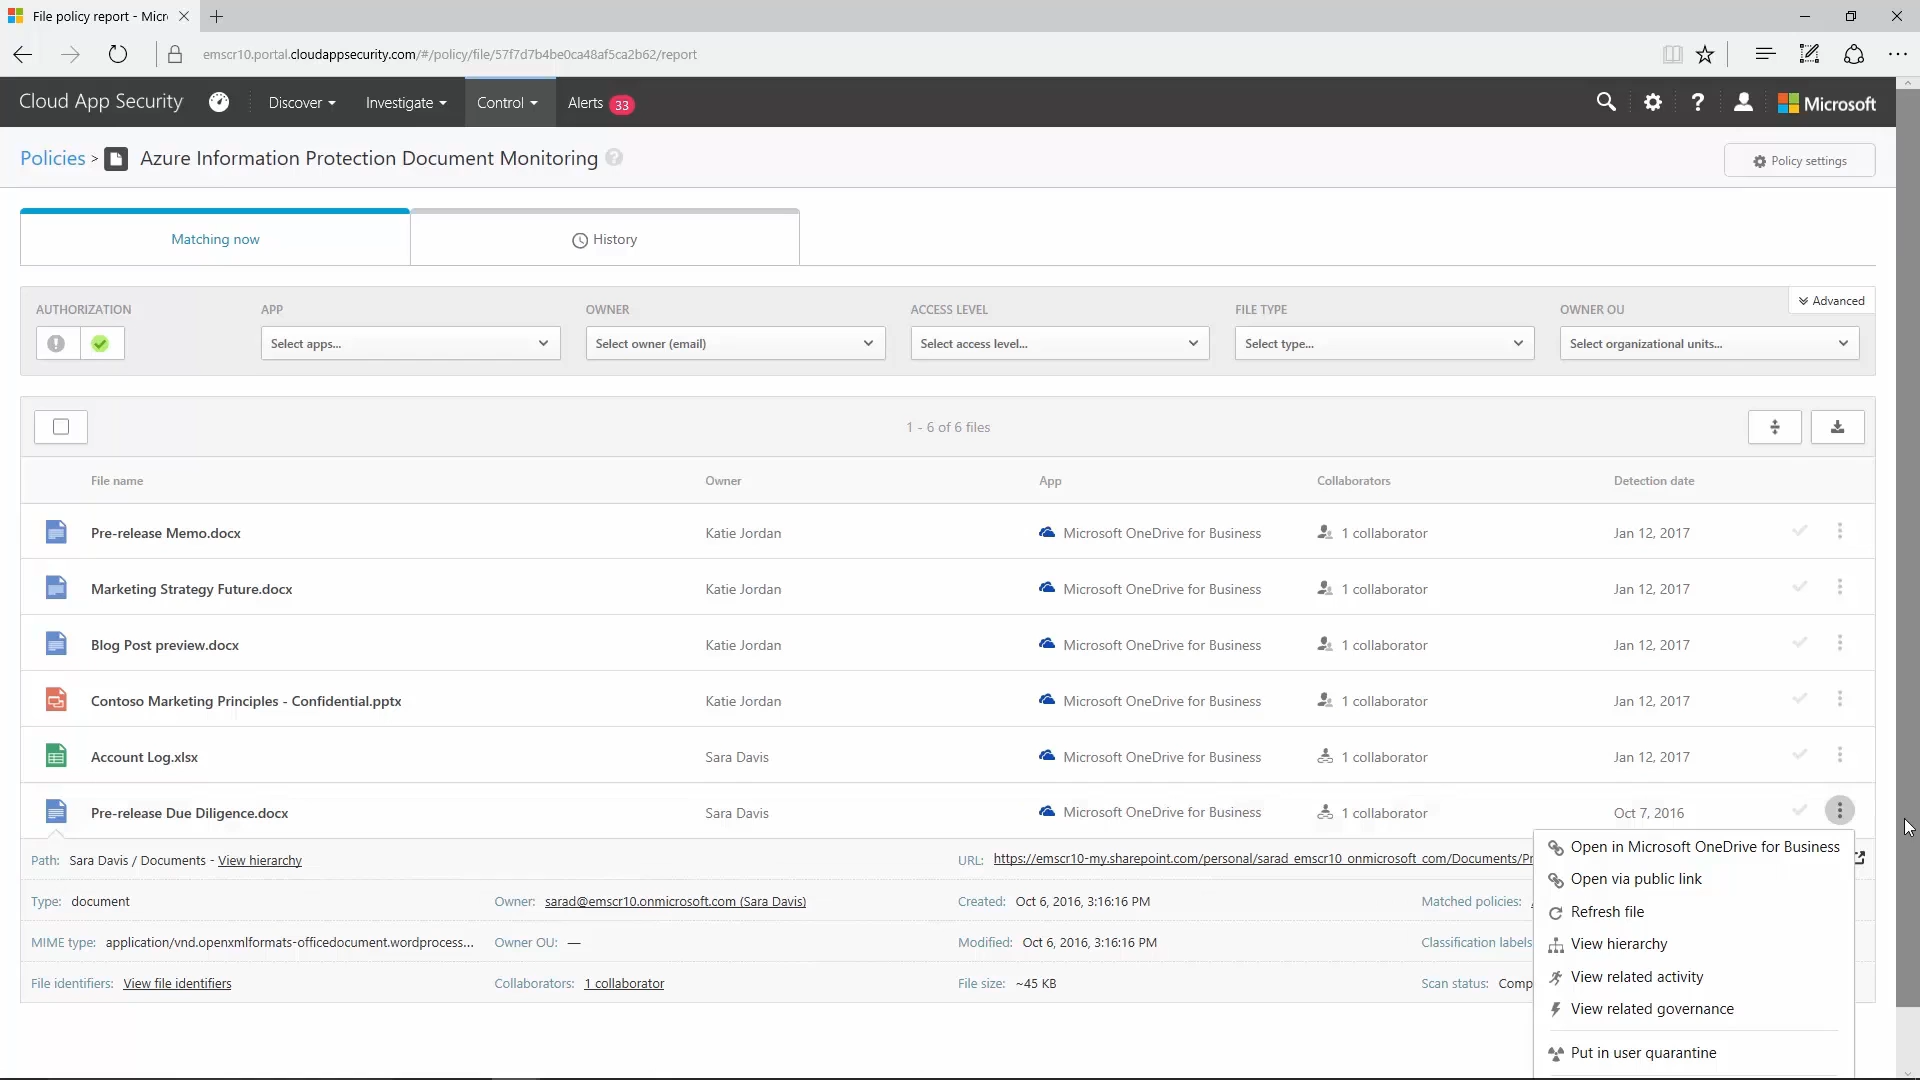 File policy report - Micr
emscr10.portal.cloudappsecurity.com/#/policy/file/57f7d7b4be0ca48af5ca2b62/report
Cloud App Security Discover Investigate Control Alerts 33 ? Microsoft
Policies > Azure Information Protection Document Monitoring ? Policy settings
Matching now History
Advanced
AUTHORIZATION APP OWNER ACCESS LEVEL FILE TYPE OWNER OU
Select apps... Select owner (email) Select access level... Select type... Select organizational units...
1 - 6 of 6 files
File name Owner App Collaborators Detection date
Pre-release Memo.docx Katie Jordan Microsoft OneDrive for Business 1 collaborator Jan 12, 2017
Marketing Strategy Future.docx Katie Jordan Microsoft OneDrive for Business 1 collaborator Jan 12, 2017
Blog Post preview.docx Katie Jordan Microsoft OneDrive for Business 1 collaborator Jan 12, 2017
Contoso Marketing Principles - Confidential.pptx Katie Jordan Microsoft OneDrive for Business 1 collaborator Jan 12, 2017
Account Log.xlsx Sara Davis Microsoft OneDrive for Business 1 collaborator Jan 12, 2017
Pre-release Due Diligence.docx Sara Davis Microsoft OneDrive for Business 1 collaborator Oct 7, 2016
Path: Sara Davis / Documents - View hierarchy URL: https://emscr10-my.sharepoint.com/personal/sarad_emscr10_onmicrosoft_com/Documents/Pr
Type: document Owner: sarad@emscr10.onmicrosoft.com (Sara Davis) Created: Oct 6, 2016, 3:16:16 PM Matched policies:
MIME type: application/vnd.openxmlformats-officedocument.wordprocess... Owner OU: — Modified: Oct 6, 2016, 3:16:16 PM Classification labels
File identifiers: View file identifiers Collaborators: 1 collaborator File size: ~45 KB Scan status: Comp
Open in Microsoft OneDrive for Business
Open via public link
Refresh file
View hierarchy
View related activity
View related governance
Put in user quarantine